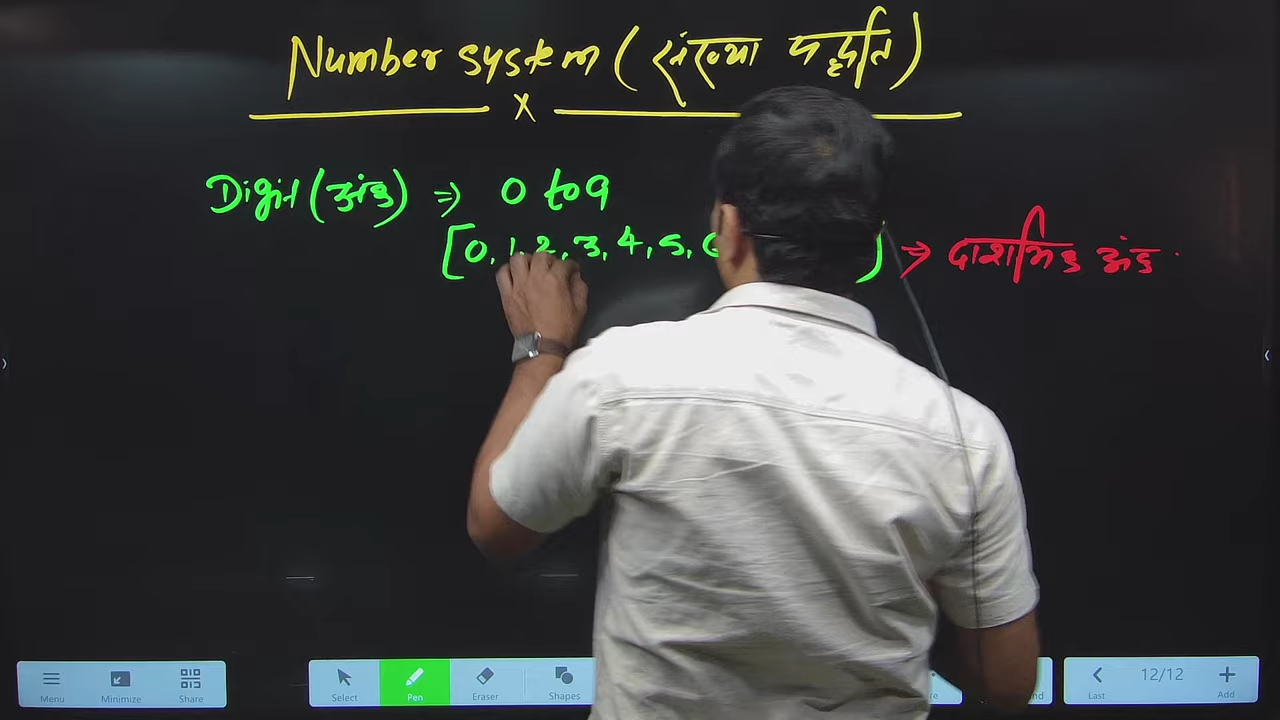 Number system ( संख्या पद्धति )
x
Digit (अंक) ⇒ 0 to 9
[0, 1, 2, 3, 4, 5, 6 ) ⇒ दाशमिक अंक
Menu Minimize Share Select Pen Eraser Shapes 12/12 Last Add